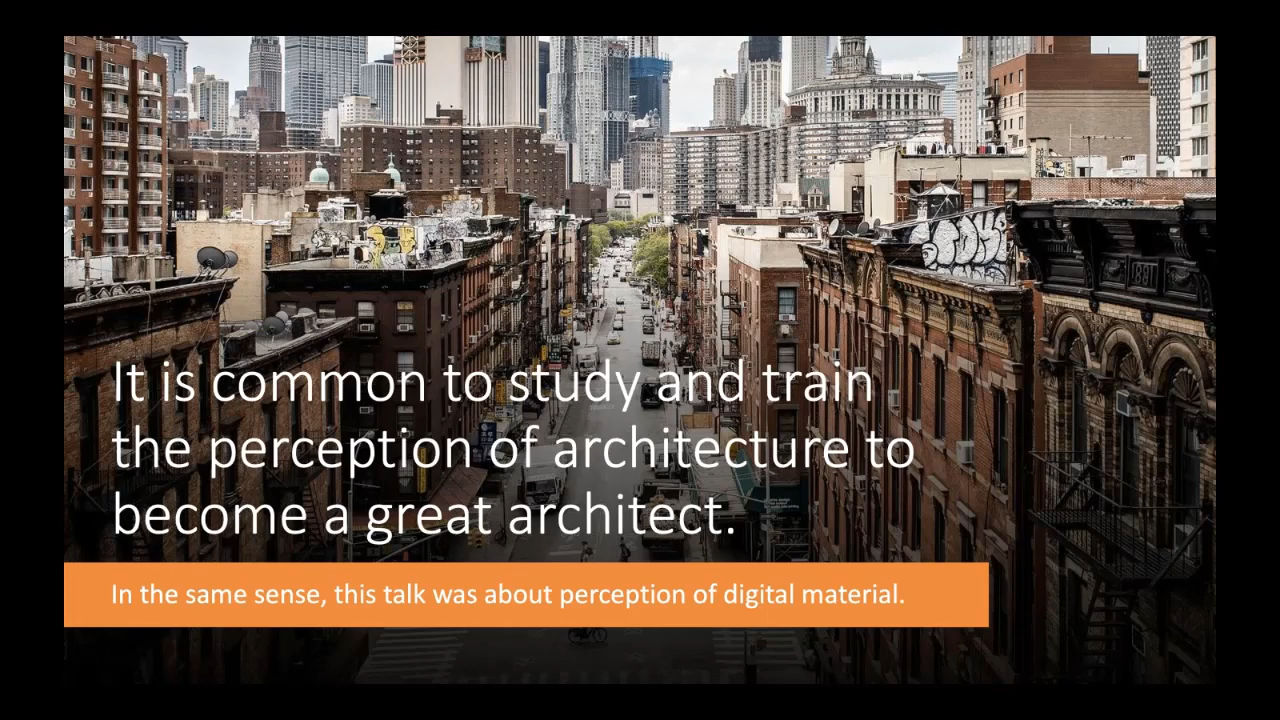 It is common to study and train
the perception of architecture to
become a great architect.
In the same sense, this talk was about perception of digital material.